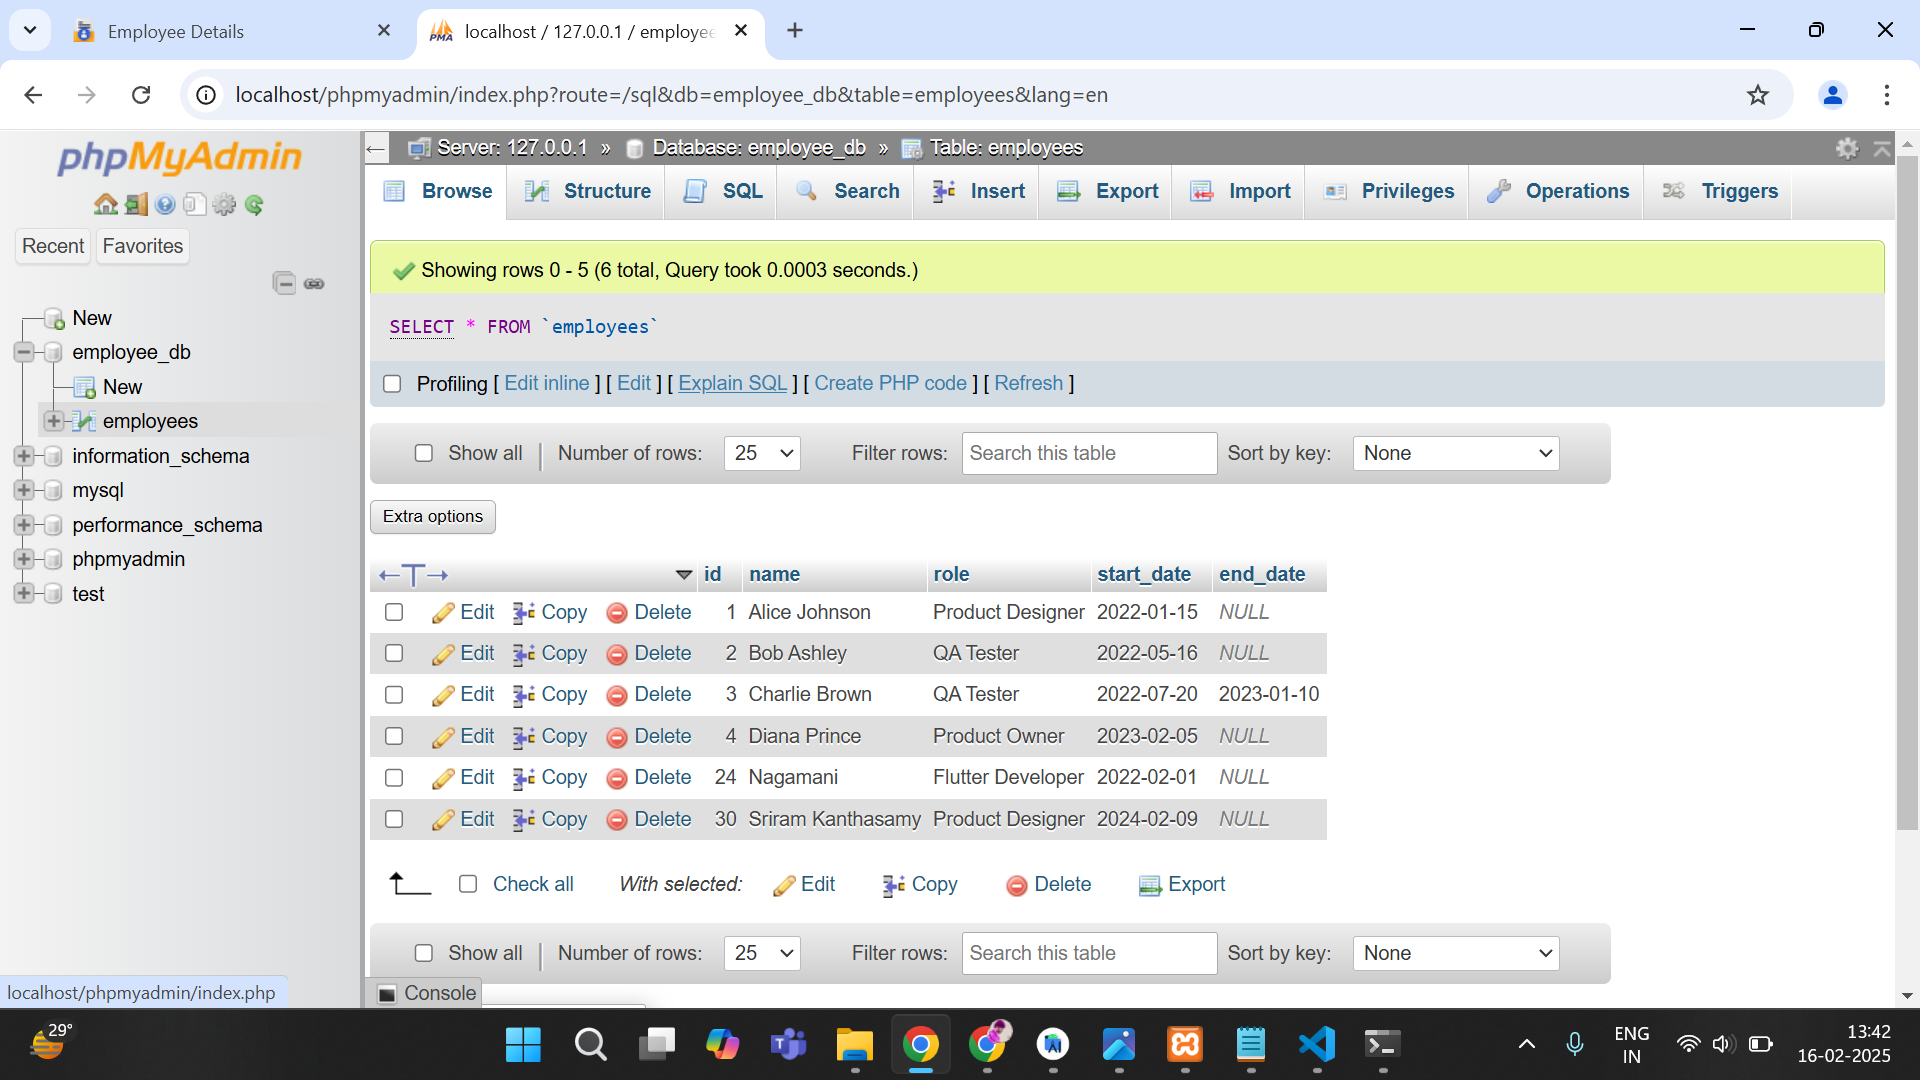 Employee Details
localhost / 127.0.0.1 / employee
localhost/phpmyadmin/index.php?route=/sql&db=employee_db&table=employees&lang=en
phpMyAdmin
Recent Favorites
New
employee_db
New
employees
information_schema
mysql
performance_schema
phpmyadmin
test
localhost/phpmyadmin/index.php
Server: 127.0.0.1 » Database: employee_db » Table: employees
Browse Structure SQL Search Insert Export Import Privileges Operations Triggers
Showing rows 0 - 5 (6 total, Query took 0.0003 seconds.)
SELECT * FROM `employees`
Profiling [ Edit inline ] [ Edit ] [ Explain SQL ] [ Create PHP code ] [ Refresh ]
Show all Number of rows: 25 Filter rows: Search this table Sort by key: None
Extra options
id name role start_date end_date
Edit Copy Delete 1 Alice Johnson Product Designer 2022-01-15 NULL
Edit Copy Delete 2 Bob Ashley QA Tester 2022-05-16 NULL
Edit Copy Delete 3 Charlie Brown QA Tester 2022-07-20 2023-01-10
Edit Copy Delete 4 Diana Prince Product Owner 2023-02-05 NULL
Edit Copy Delete 24 Nagamani Flutter Developer 2022-02-01 NULL
Edit Copy Delete 30 Sriram Kanthasamy Product Designer 2024-02-09 NULL
Check all With selected: Edit Copy Delete Export
Show all Number of rows: 25 Filter rows: Search this table Sort by key: None
Console
29°
ENG
IN
13:42
16-02-2025